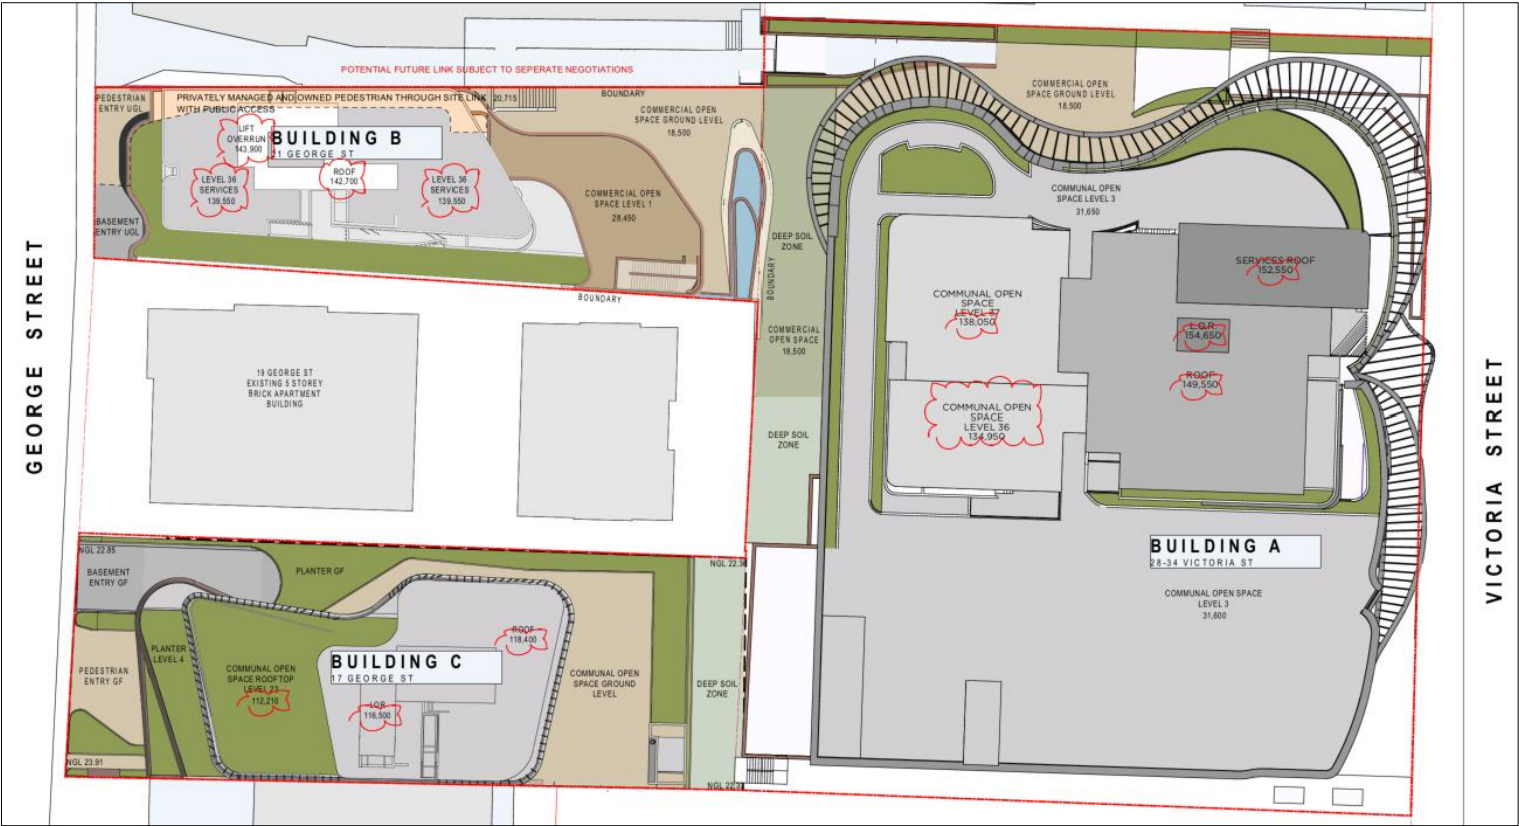 POTENTIAL FUTURE LINK SUBJECT TO SEPERATE NEGOTIATIONS
PEDESTRIAN
ENTRY UGL
PRIVATELY MANAGED AND OWNED PEDESTRIAN THROUGH SITE LINK
WITH PUBLIC ACCESS
20,715
BOUNDARY
COMMERCIAL OPEN
SPACE GROUND LEVEL
18,500
COMMERCIAL OPEN
SPACE GROUND LEVEL
18,500
LIFT
OVERRUN
143,900
BUILDING B
21 GEORGE ST
LEVEL 36
SERVICES
139,550
ROOF
142,700
LEVEL 36
SERVICES
139,550
COMMERCIAL OPEN
SPACE LEVEL 1
28,450
BASEMENT
ENTRY UGL
BOUNDARY
DEEP SOIL
ZONE
BOUNDARY
COMMERCIAL
OPEN SPACE
18,500
DEEP SOIL
ZONE
COMMUNAL OPEN
SPACE LEVEL 3
31,650
SERVICES ROOF
152,550
COMMUNAL OPEN
SPACE
LEVEL 37
138,050
L.O.R.
154,650
ROOF
149,550
COMMUNAL OPEN
SPACE
LEVEL 36
134,950
GEORGE STREET
VICTORIA STREET
19 GEORGE ST
EXISTING 5 STOREY
BRICK APARTMENT
BUILDING
BUILDING A
28-34 VICTORIA ST
COMMUNAL OPEN SPACE
LEVEL 3
31,600
NGL 22.85
BASEMENT
ENTRY GF
PLANTER GF
PLANTER
LEVEL 4
PEDESTRIAN
ENTRY GF
COMMUNAL OPEN
SPACE ROOFTOP
LEVEL 23
112,210
ROOF
118,400
BUILDING C
17 GEORGE ST
LOR
116,500
COMMUNAL OPEN
SPACE GROUND
LEVEL
DEEP SOIL
ZONE
NGL 23.91